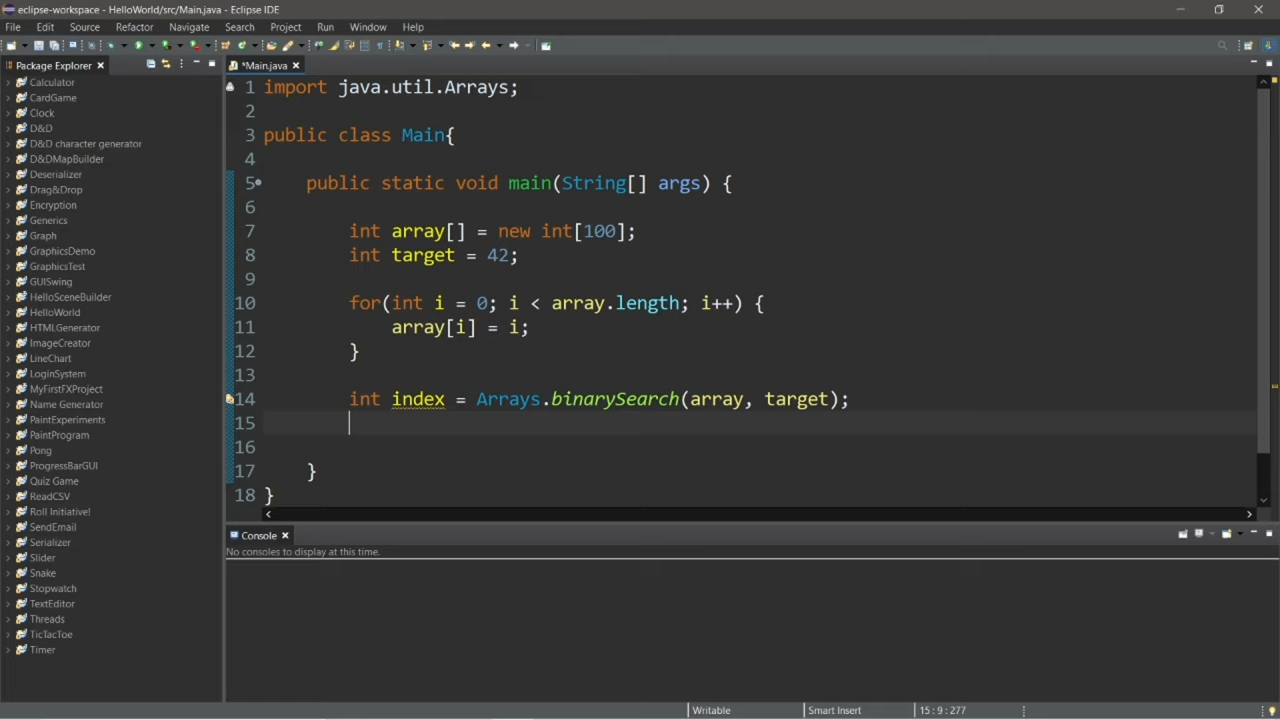 eclipse-workspace - HelloWorld/src/Main.java - Eclipse IDE
File Edit Source Refactor Navigate Search Project Run Window Help
Package Explorer
*Main.java
Calculator
CardGame
Clock
D&D
D&D character generator
D&DMapBuilder
Deserializer
Drag&Drop
Encryption
Generics
Graph
GraphicsDemo
GraphicsTest
GUISwing
HelloSceneBuilder
HelloWorld
HTMLGenerator
ImageCreator
LineChart
LoginSystem
MyFirstFXProject
Name Generator
PaintExperiments
PaintProgram
Pong
ProgressBarGUI
Quiz Game
ReadCSV
Roll Initiative!
SendEmail
Serializer
Slider
Snake
Stopwatch
TextEditor
Threads
TicTacToe
Timer
1 import java.util.Arrays;
2
3 public class Main{
4
5 public static void main(String[] args) {
6
7 int array[] = new int[100];
8 int target = 42;
9
10 for(int i = 0; i < array.length; i++) {
11 array[i] = i;
12 }
13
14 int index = Arrays.binarySearch(array, target);
15
16
17 }
18 }
Console
No consoles to display at this time.
Writable Smart Insert 15 : 9 : 277